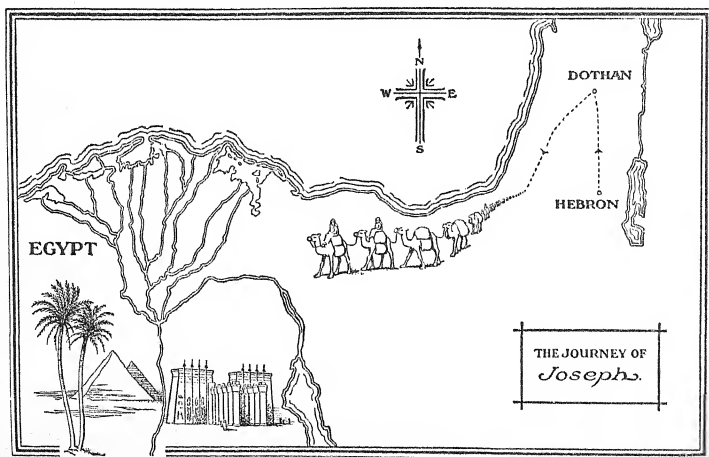 N
W E
S
DOTHAN
HEBRON
EGYPT
THE JOURNEY OF
Joseph.